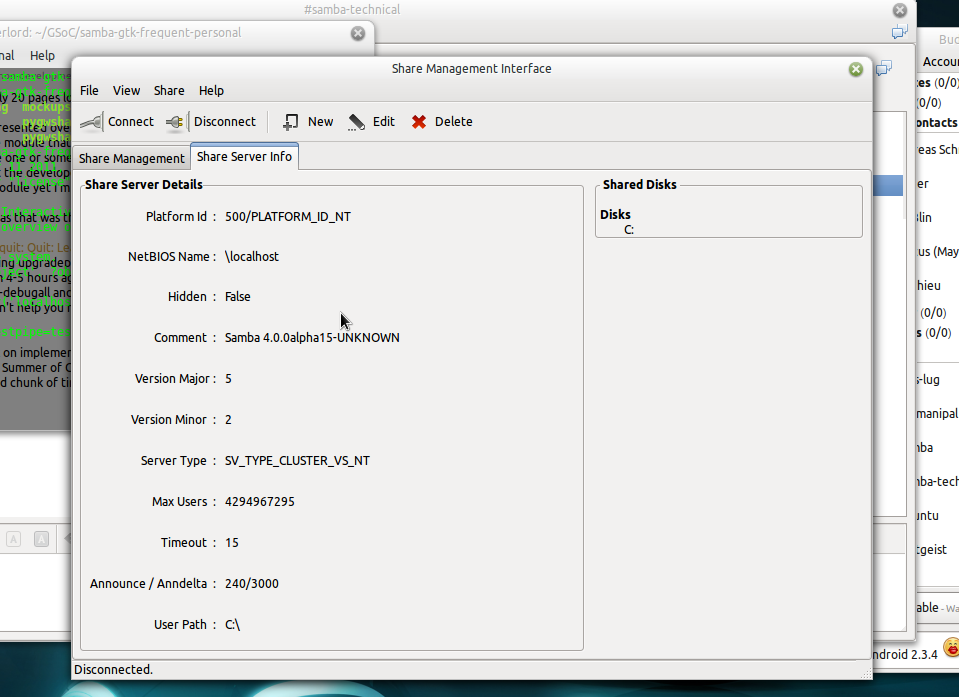 #samba-technical
erlord: ~/GSoC/samba-gtk-frequent-personal
nal Help
Share Management Interface
File View Share Help
Connect Disconnect New Edit Delete
Share Management Share Server Info
Share Server Details
Platform Id : 500/PLATFORM_ID_NT
NetBIOS Name : \localhost
Hidden : False
Comment : Samba 4.0.0alpha15-UNKNOWN
Version Major : 5
Version Minor : 2
Server Type : SV_TYPE_CLUSTER_VS_NT
Max Users : 4294967295
Timeout : 15
Announce / Anndelta : 240/3000
User Path : C:\
Shared Disks
Disks
C:
Disconnected.
Bud
Accoun
es (0/0)
(0/0)
ontacts
eas Sch
er
lin
us (May
hieu
(0/0)
s (0/0)
s-lug
manipal
ba
ba-tech
untu
tgeist
able - Wa
ndroid 2.3.4